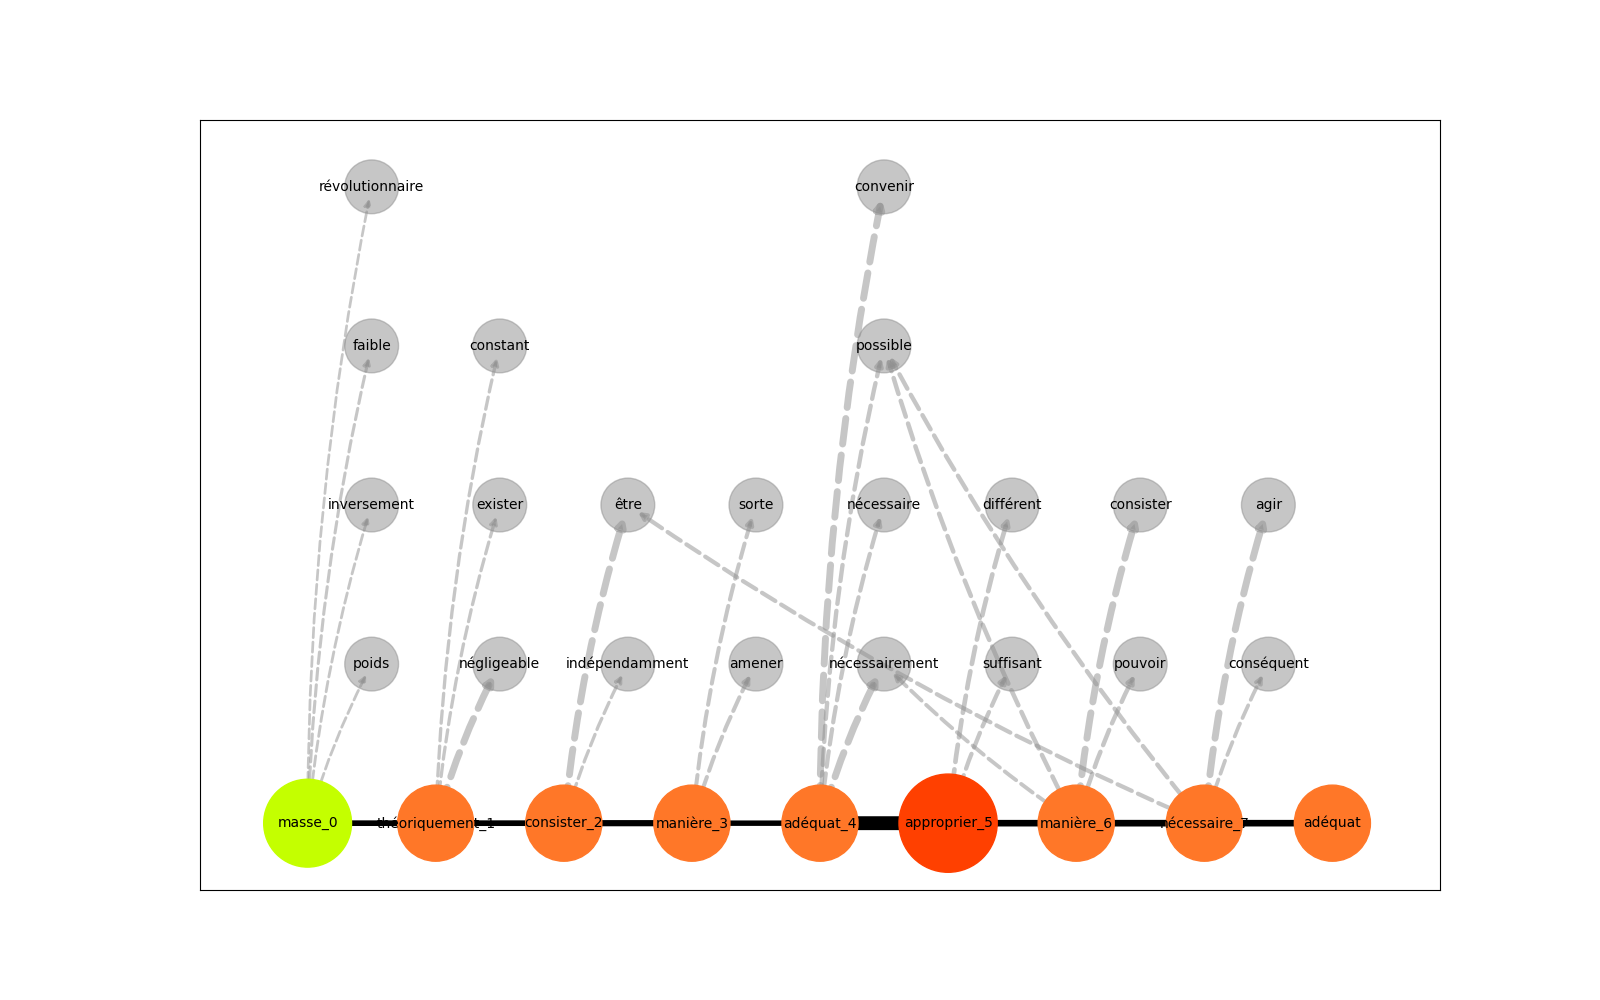 révolutionnaire convenir
faible constant possible
inversement exister être sorte nécessaire différent consister agir
poids négligeable indépendamment amener nécessairement suffisant pouvoir conséquent
masse_0 théoriquement_1 consister_2 manière_3 adéquat_4 approprier_5 manière_6 nécessaire_7 adéquat